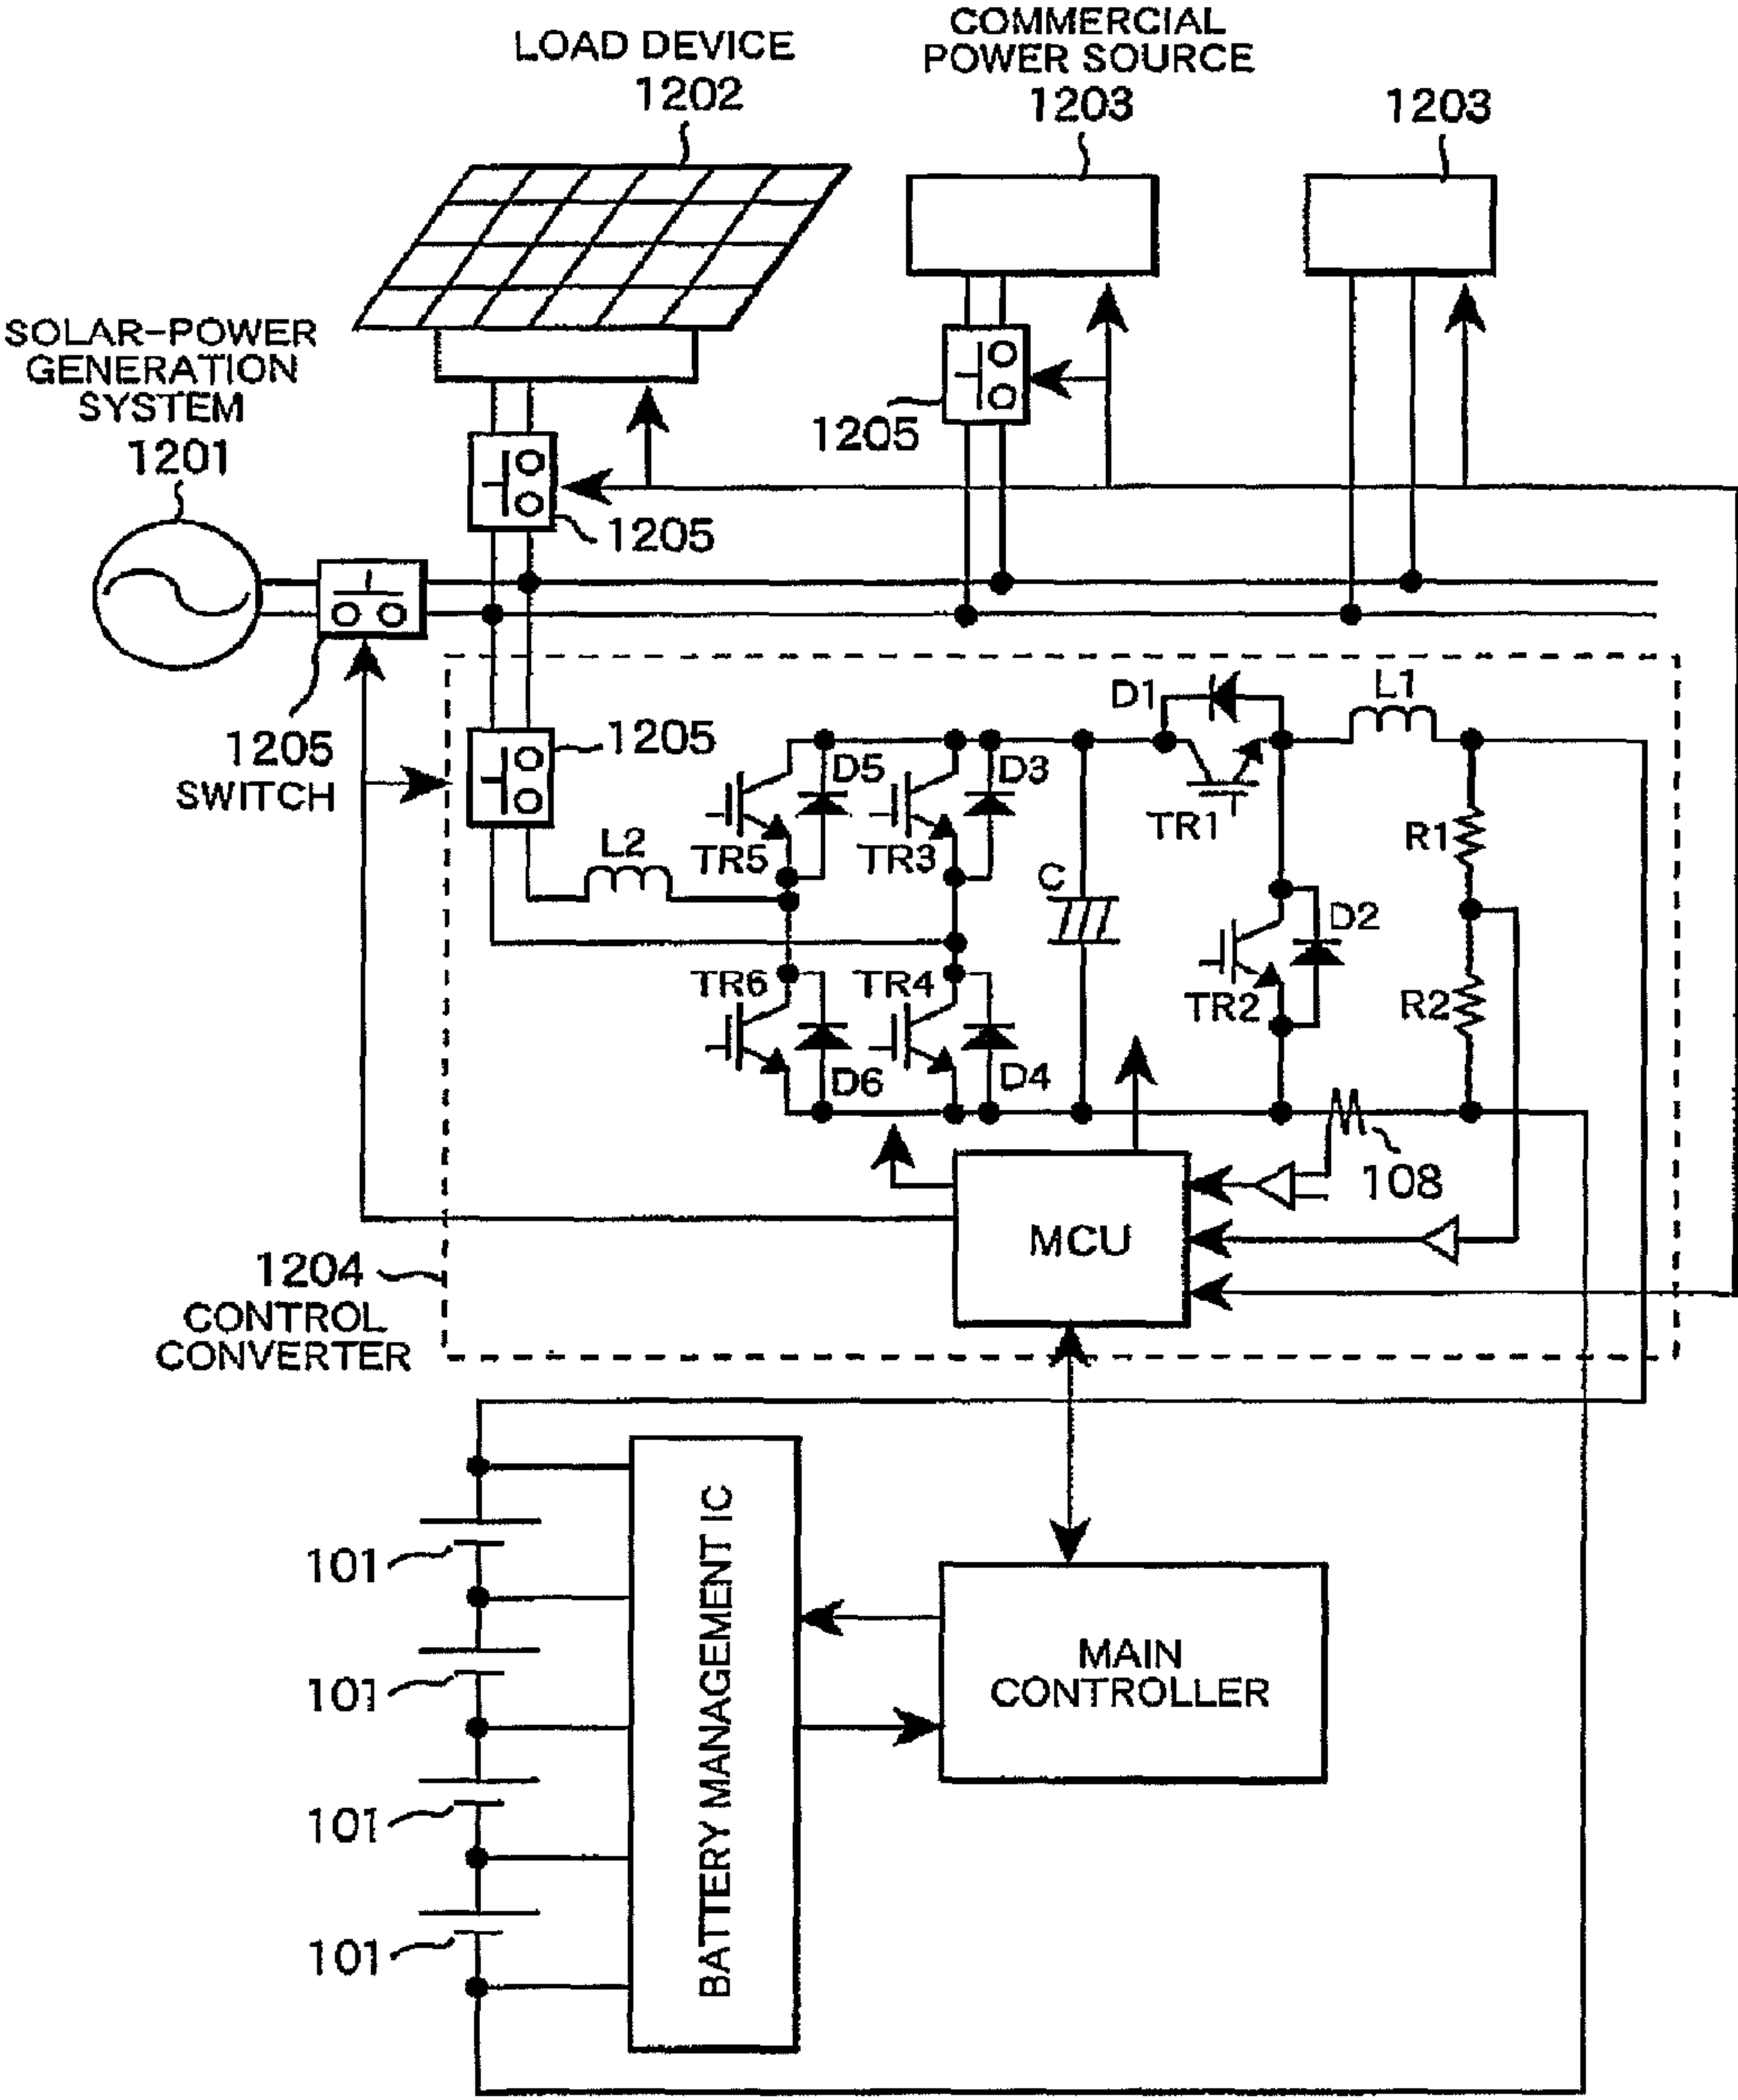 LOAD DEVICE
1202
COMMERCIAL
POWER SOURCE
1203
1203
SOLAR-POWER
GENERATION
SYSTEM
1201
1205
1205
1205
SWITCH
1205
D1
L1
D5
D3
TR1
R1
L2
TR5
TR3
C
D2
TR6
TR4
TR2
R2
D6
D4
108
MCU
1204
CONTROL
CONVERTER
101
101
101
101
BATTERY MANAGEMENT IC
MAIN
CONTROLLER